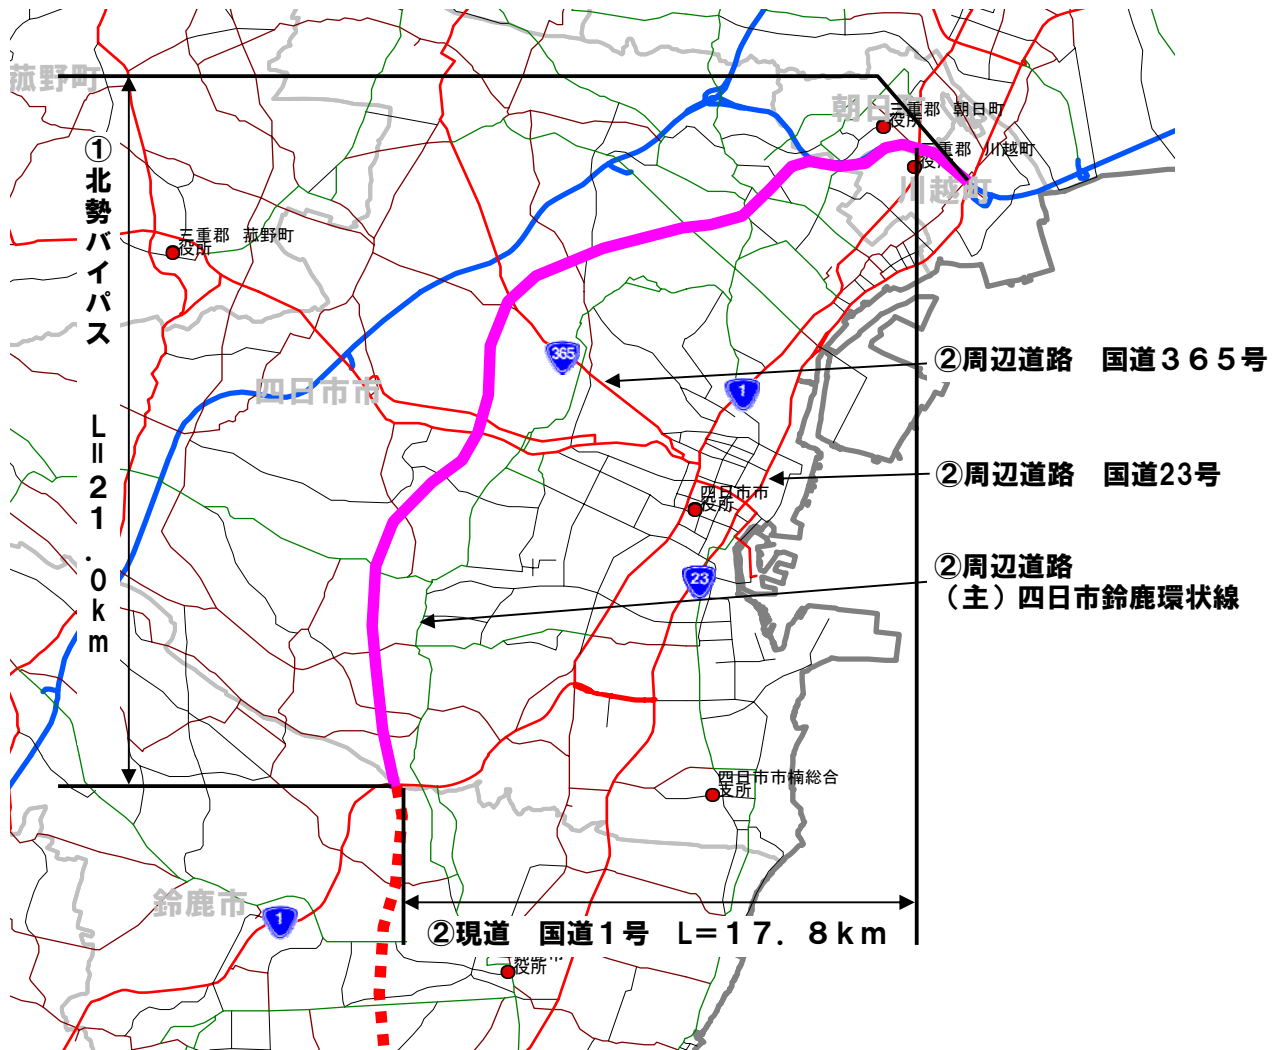 菰野町
朝日町
三重郡 朝日町
役所
三重郡 川越町
役所
川越町
①北勢バイパス L=21.0km
三重郡 菰野町
役所
365
②周辺道路 国道365号
四日市市
1
②周辺道路 国道23号
四日市市
役所
②周辺道路
(主)四日市鈴鹿環状線
23
四日市市楠総合
支所
鈴鹿市
1
②現道 国道1号 L=17.8km
役所